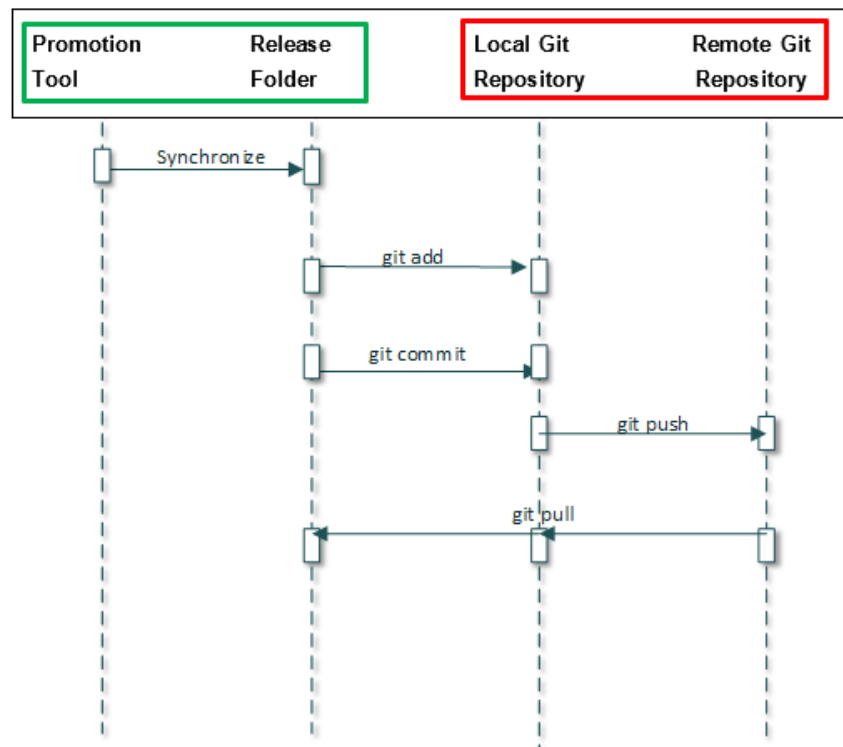 Promotion Tool
Release Folder
Local Git Repository
Remote Git Repository
Synchronize
git add
git commit
git push
git pull